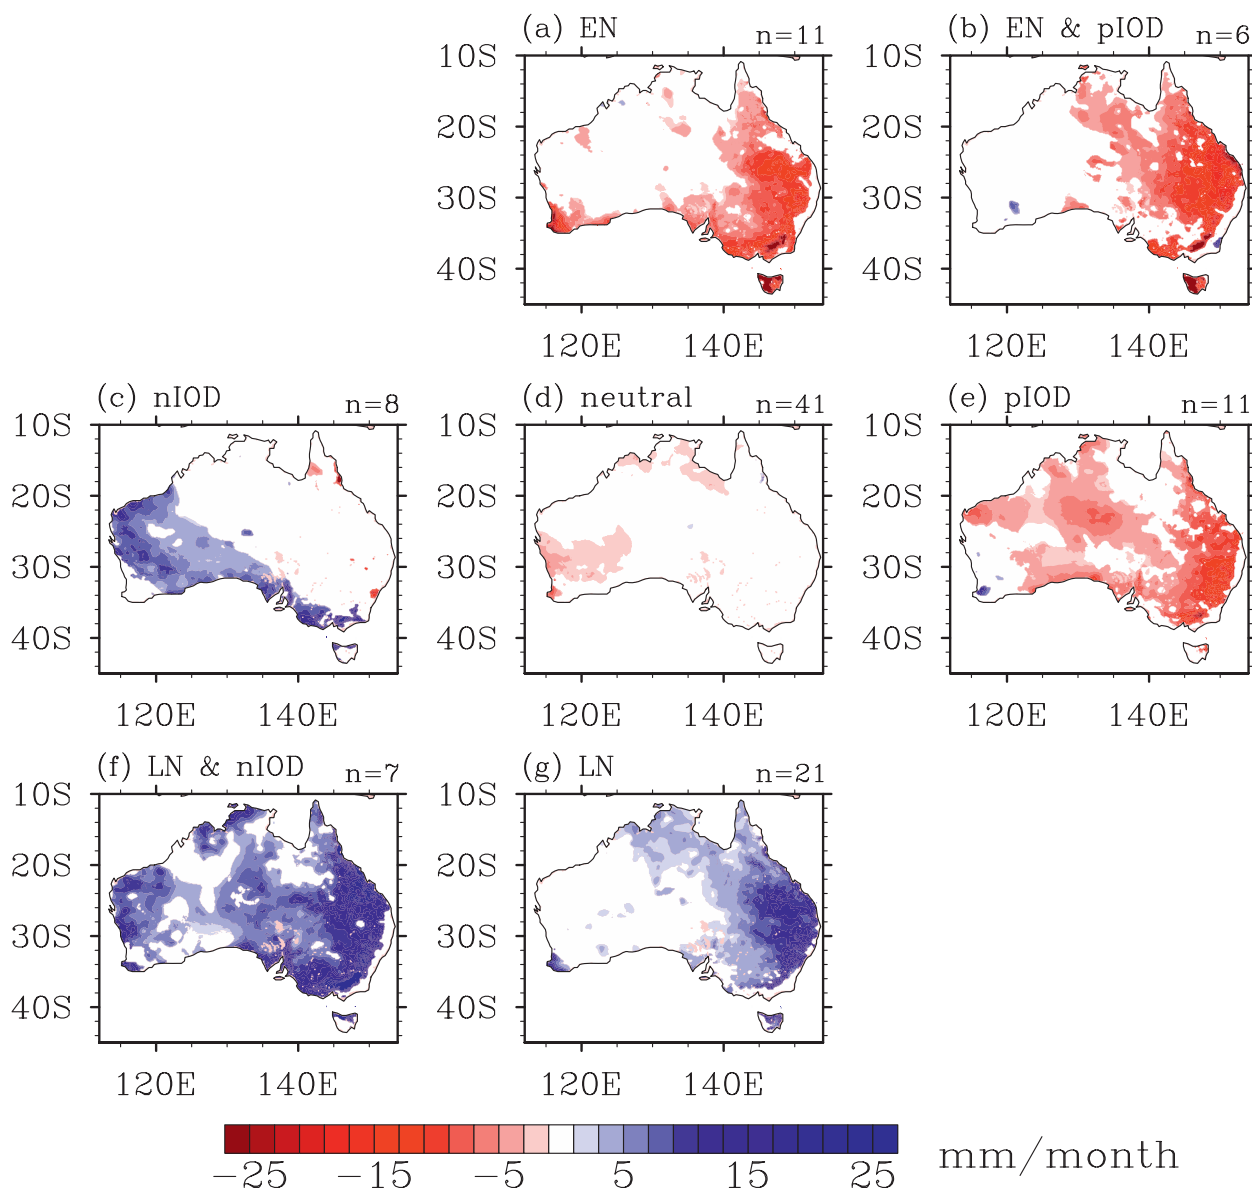 (a) EN n=11
(b) EN & pIOD n=6
10S
20S
30S
40S
120E 140E
10S
20S
30S
40S
120E 140E
(c) nIOD n=8
(d) neutral n=41
(e) pIOD n=11
10S
20S
30S
40S
120E 140E
10S
20S
30S
40S
120E 140E
10S
20S
30S
40S
120E 140E
(f) LN & nIOD n=7
(g) LN n=21
10S
20S
30S
40S
120E 140E
10S
20S
30S
40S
120E 140E
−25 −15 −5 5 15 25 mm/month